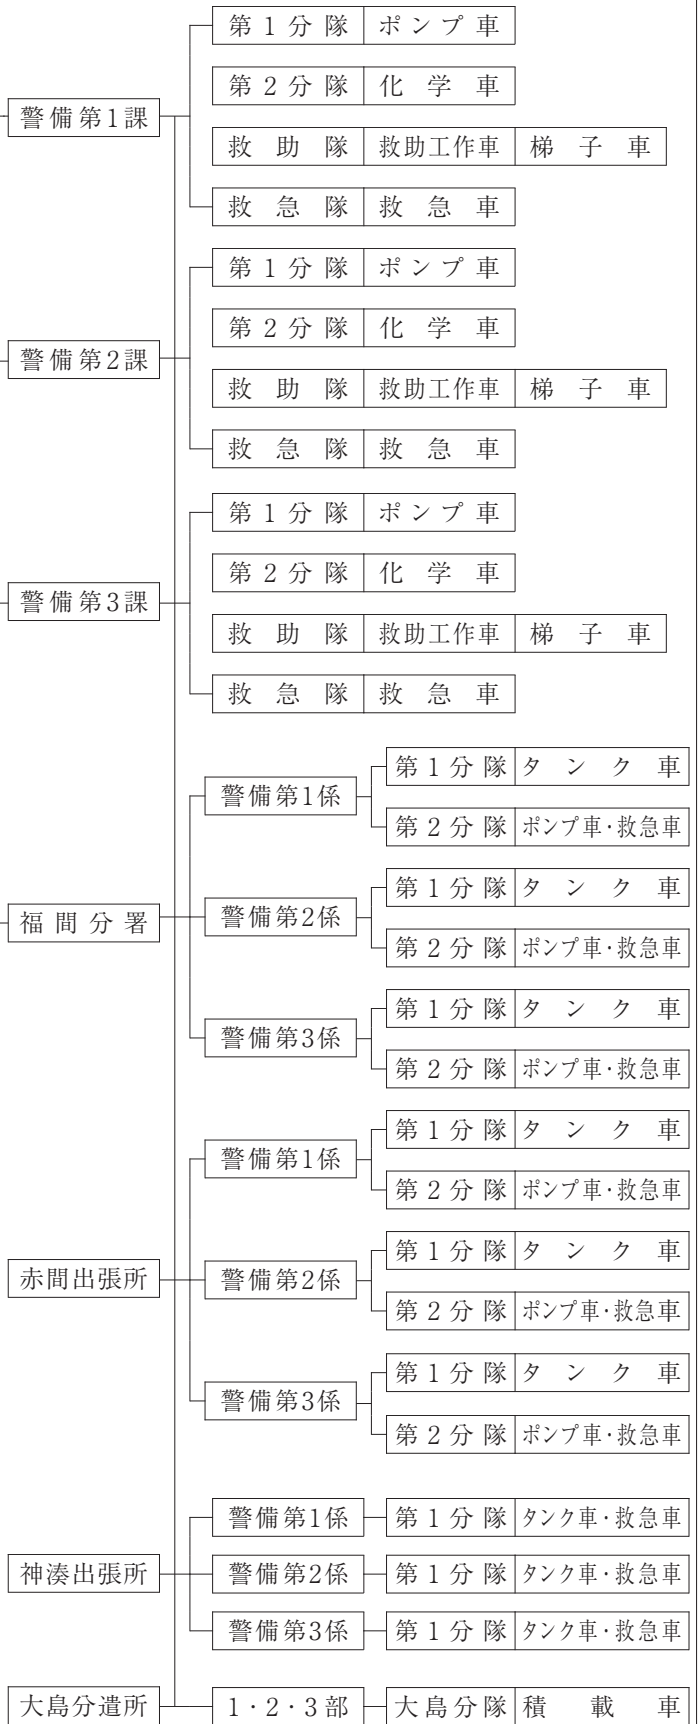 警備第1課
第1分隊 ポンプ車
第2分隊 化学車
救助隊 救助工作車 梯子車
救急隊 救急車
警備第2課
第1分隊 ポンプ車
第2分隊 化学車
救助隊 救助工作車 梯子車
救急隊 救急車
警備第3課
第1分隊 ポンプ車
第2分隊 化学車
救助隊 救助工作車 梯子車
救急隊 救急車
福間分署
警備第1係
第1分隊 タンク車
第2分隊 ポンプ車・救急車
警備第2係
第1分隊 タンク車
第2分隊 ポンプ車・救急車
警備第3係
第1分隊 タンク車
第2分隊 ポンプ車・救急車
赤間出張所
警備第1係
第1分隊 タンク車
第2分隊 ポンプ車・救急車
警備第2係
第1分隊 タンク車
第2分隊 ポンプ車・救急車
警備第3係
第1分隊 タンク車
第2分隊 ポンプ車・救急車
神湊出張所
警備第1係 第1分隊 タンク車・救急車
警備第2係 第1分隊 タンク車・救急車
警備第3係 第1分隊 タンク車・救急車
大島分遣所 1・2・3部 大島分隊 積載車